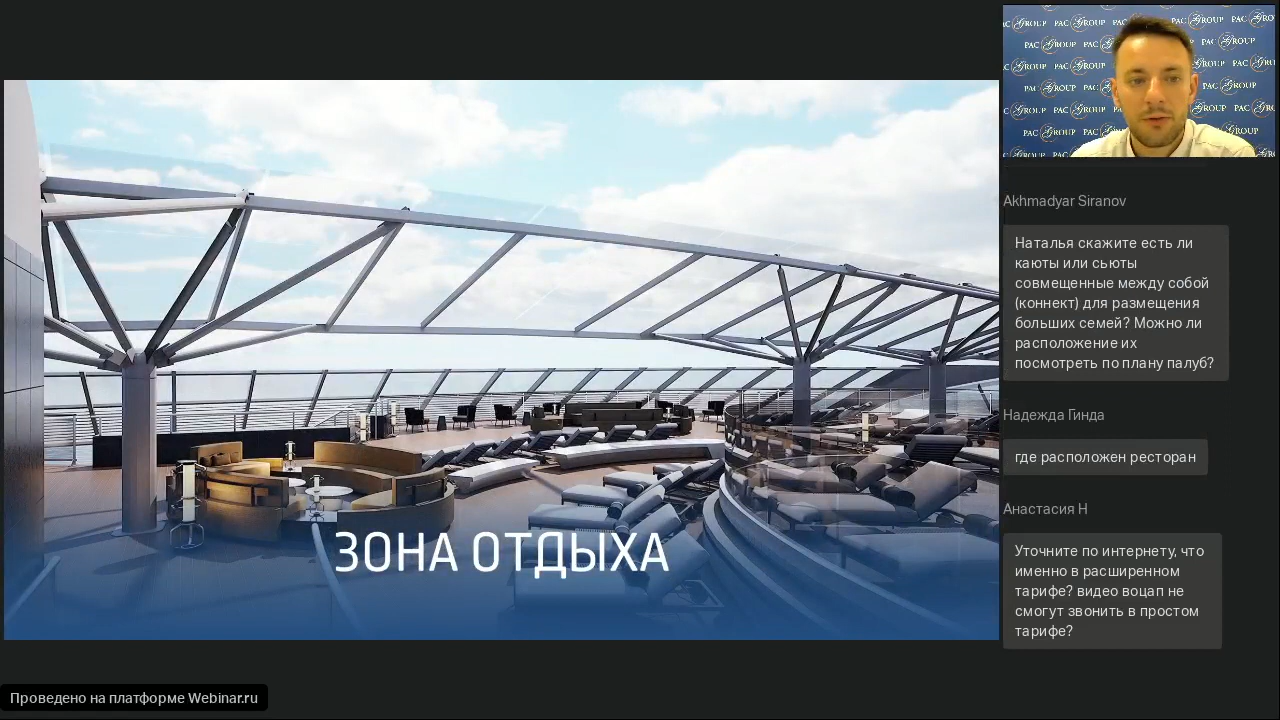 PAC GROUP
ЗОНА ОТДЫХА
Akhmadyar Siranov
Наталья скажите есть ли
каюты или сьюты
совмещенные между собой
(коннект) для размещения
больших семей? Можно ли
расположение их
посмотреть по плану палуб?
Надежда Гинда
где расположен ресторан
Анастасия Н
Уточните по интернету, что
именно в расширенном
тарифе? видео воцап не
смогут звонить в простом
тарифе?
Проведено на платформе Webinar.ru